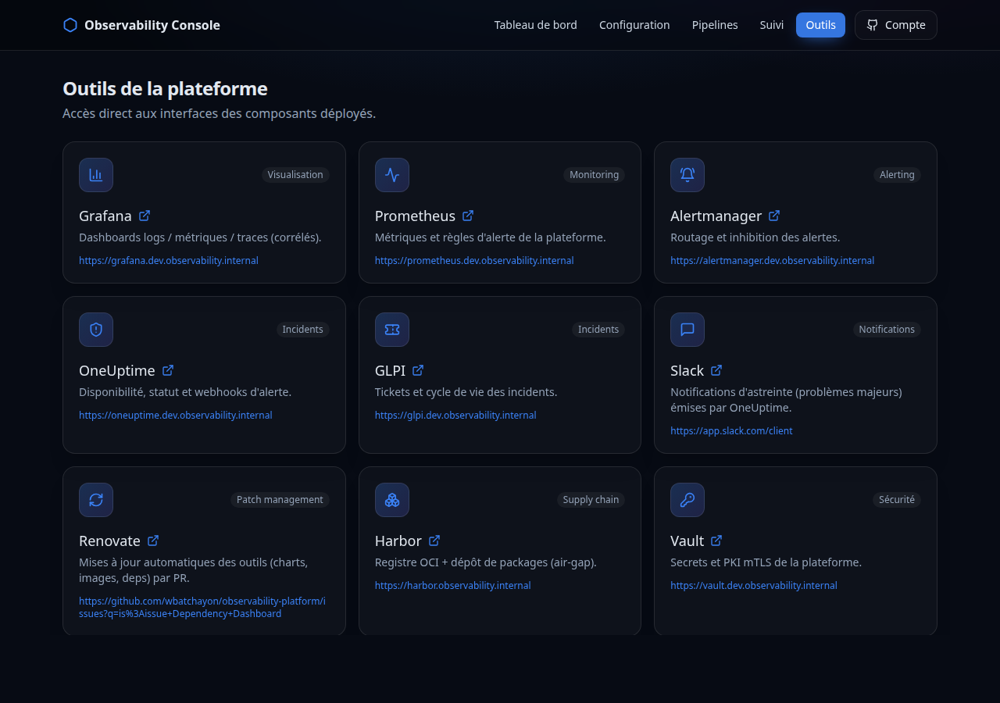 Observability Console
Tableau de bord
Configuration
Pipelines
Suivi
Outils
Compte
Outils de la plateforme
Accès direct aux interfaces des composants déployés.
Visualisation
Grafana
Dashboards logs / métriques / traces (corrélés).
https://grafana.dev.observability.internal
Monitoring
Prometheus
Métriques et règles d'alerte de la plateforme.
https://prometheus.dev.observability.internal
Alerting
Alertmanager
Routage et inhibition des alertes.
https://alertmanager.dev.observability.internal
Incidents
OneUptime
Disponibilité, statut et webhooks d'alerte.
https://oneuptime.dev.observability.internal
Incidents
GLPI
Tickets et cycle de vie des incidents.
https://glpi.dev.observability.internal
Notifications
Slack
Notifications d'astreinte (problèmes majeurs)
émises par OneUptime.
https://app.slack.com/client
Patch management
Renovate
Mises à jour automatiques des outils (charts,
images, deps) par PR.
https://github.com/wbatchayon/observability-platform/i
ssues?q=is%3Aissue+Dependency+Dashboard
Supply chain
Harbor
Registre OCI + dépôt de packages (air-gap).
https://harbor.observability.internal
Sécurité
Vault
Secrets et PKI mTLS de la plateforme.
https://vault.dev.observability.internal